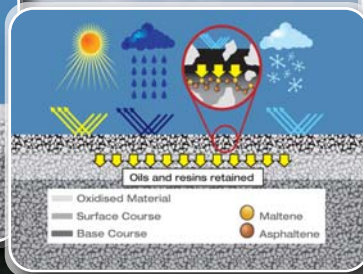 Oils and resins retained
Oxidised Material
Surface Course
Base Course
Maltene
Asphaltene